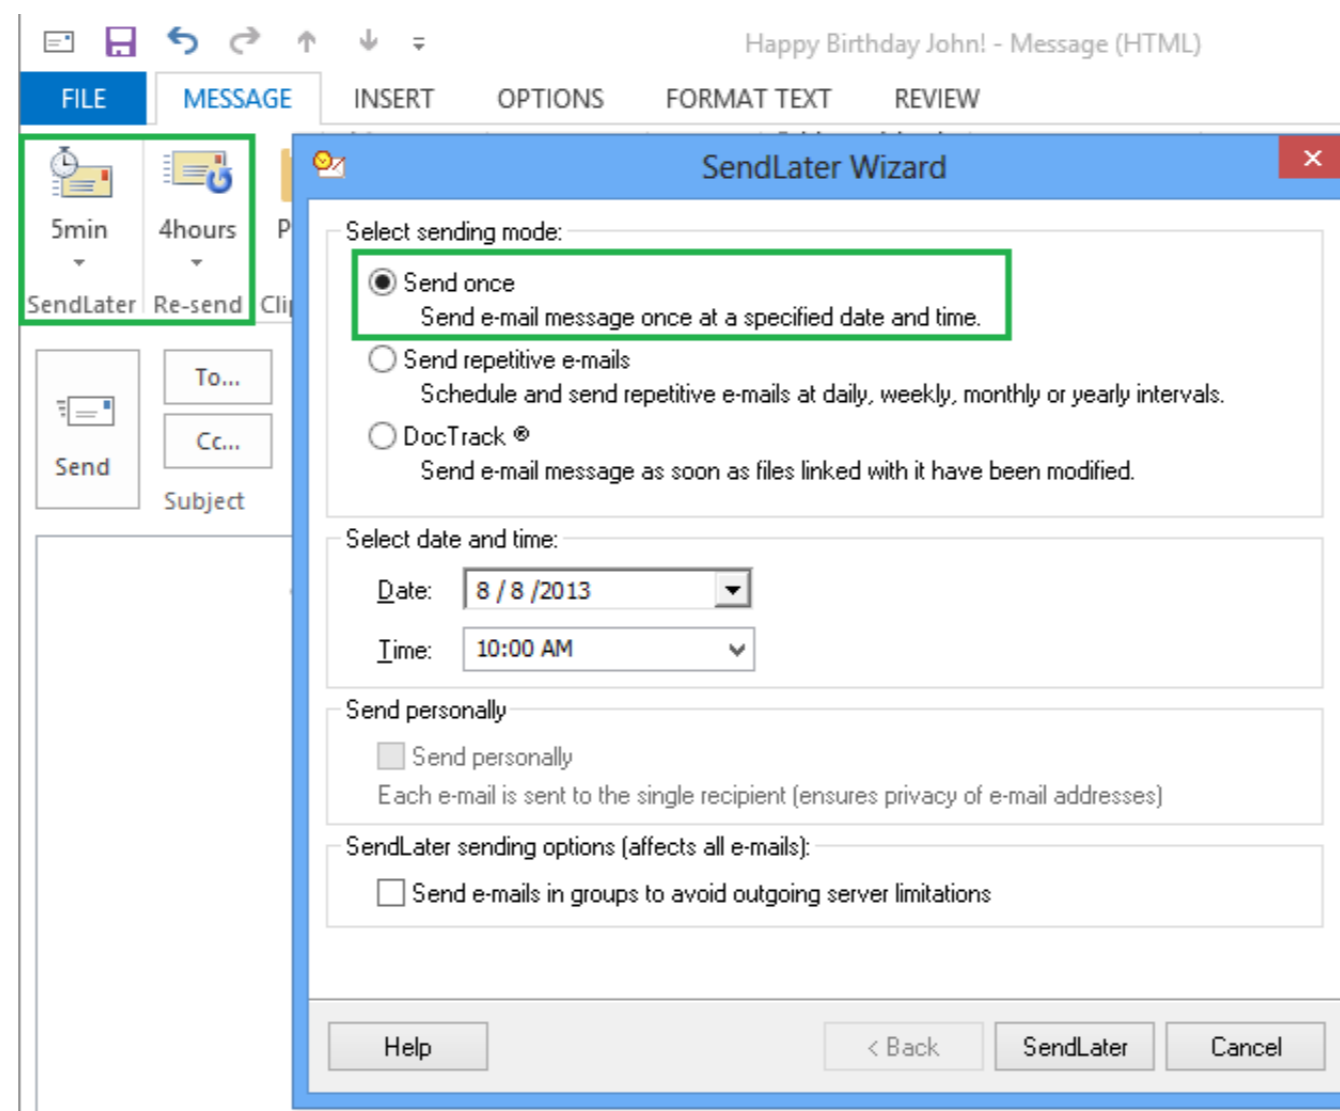 Happy Birthday John! - Message (HTML)
FILE MESSAGE INSERT OPTIONS FORMAT TEXT REVIEW
5min 4hours P
SendLater Re-send Cli
Send
To...
Cc...
Subject
SendLater Wizard
Select sending mode:
Send once
Send e-mail message once at a specified date and time.
Send repetitive e-mails
Schedule and send repetitive e-mails at daily, weekly, monthly or yearly intervals.
DocTrack ®
Send e-mail message as soon as files linked with it have been modified.
Select date and time:
Date: 8 / 8 /2013
Time: 10:00 AM
Send personally
Send personally
Each e-mail is sent to the single recipient (ensures privacy of e-mail addresses)
SendLater sending options (affects all e-mails):
Send e-mails in groups to avoid outgoing server limitations
Help < Back SendLater Cancel